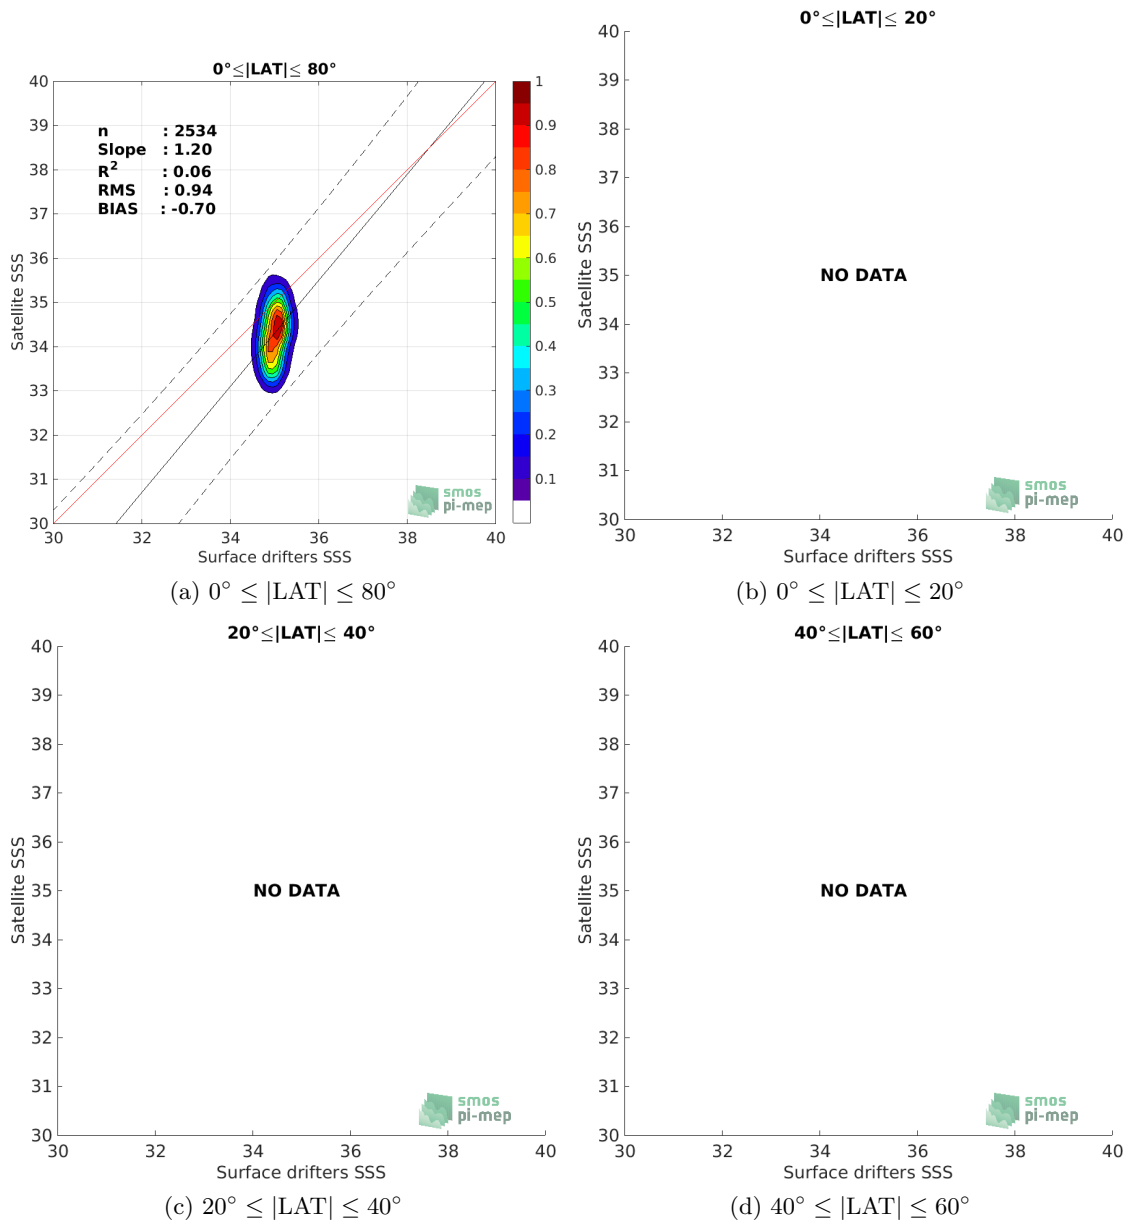 0°≤|LAT|≤ 80°
40
39
38
37
36
35
34
33
32
31
30
Satellite SSS
n : 2534
Slope : 1.20
R² : 0.06
RMS : 0.94
BIAS : -0.70
smos
pi-mep
30 32 34 36 38 40
Surface drifters SSS
1
0.9
0.8
0.7
0.6
0.5
0.4
0.3
0.2
0.1
(a) 0° ≤ |LAT| ≤ 80°
0°≤|LAT|≤ 20°
40
39
38
37
36
35
34
33
32
31
30
Satellite SSS
NO DATA
smos
pi-mep
30 32 34 36 38 40
Surface drifters SSS
(b) 0° ≤ |LAT| ≤ 20°
20°≤|LAT|≤ 40°
40
39
38
37
36
35
34
33
32
31
30
Satellite SSS
NO DATA
smos
pi-mep
30 32 34 36 38 40
Surface drifters SSS
(c) 20° ≤ |LAT| ≤ 40°
40°≤|LAT|≤ 60°
40
39
38
37
36
35
34
33
32
31
30
Satellite SSS
NO DATA
smos
pi-mep
30 32 34 36 38 40
Surface drifters SSS
(d) 40° ≤ |LAT| ≤ 60°